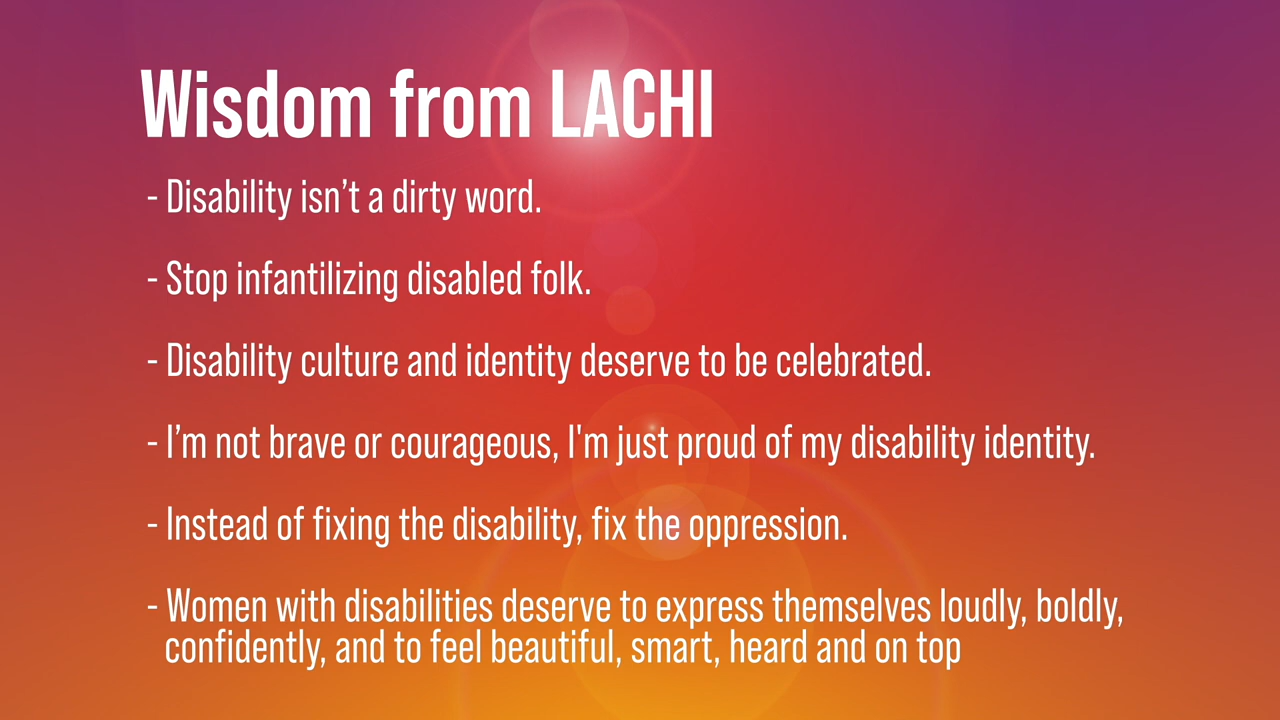 Wisdom from LACHI
- Disability isn’t a dirty word.
- Stop infantilizing disabled folk.
- Disability culture and identity deserve to be celebrated.
- I’m not brave or courageous, I'm just proud of my disability identity.
- Instead of fixing the disability, fix the oppression.
- Women with disabilities deserve to express themselves loudly, boldly,
confidently, and to feel beautiful, smart, heard and on top